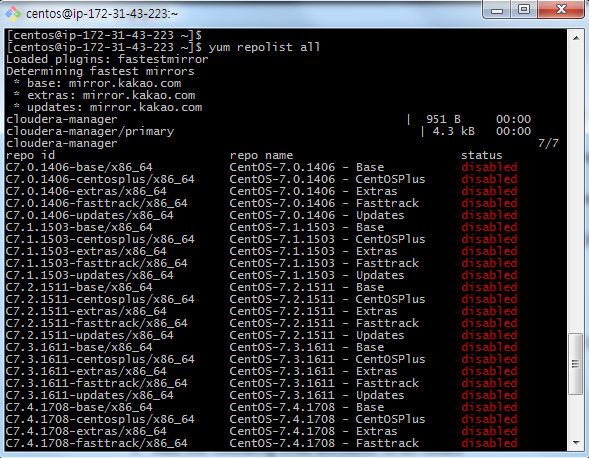 centos@ip-172-31-43-223:~
[centos@ip-172-31-43-223 ~]$
[centos@ip-172-31-43-223 ~]$ yum repolist all
Loaded plugins: fastestmirror
Determining fastest mirrors
 * base: mirror.kakao.com
 * extras: mirror.kakao.com
 * updates: mirror.kakao.com
cloudera-manager | 951 B 00:00
cloudera-manager/primary | 4.3 kB 00:00
cloudera-manager 7/7
repo id repo name status
C7.0.1406-base/x86_64 CentOS-7.0.1406 - Base disabled
C7.0.1406-centosplus/x86_64 CentOS-7.0.1406 - CentOSPlus disabled
C7.0.1406-extras/x86_64 CentOS-7.0.1406 - Extras disabled
C7.0.1406-fasttrack/x86_64 CentOS-7.0.1406 - Fasttrack disabled
C7.0.1406-updates/x86_64 CentOS-7.0.1406 - Updates disabled
C7.1.1503-base/x86_64 CentOS-7.1.1503 - Base disabled
C7.1.1503-centosplus/x86_64 CentOS-7.1.1503 - CentOSPlus disabled
C7.1.1503-extras/x86_64 CentOS-7.1.1503 - Extras disabled
C7.1.1503-fasttrack/x86_64 CentOS-7.1.1503 - Fasttrack disabled
C7.1.1503-updates/x86_64 CentOS-7.1.1503 - Updates disabled
C7.2.1511-base/x86_64 CentOS-7.2.1511 - Base disabled
C7.2.1511-centosplus/x86_64 CentOS-7.2.1511 - CentOSPlus disabled
C7.2.1511-extras/x86_64 CentOS-7.2.1511 - Extras disabled
C7.2.1511-fasttrack/x86_64 CentOS-7.2.1511 - Fasttrack disabled
C7.2.1511-updates/x86_64 CentOS-7.2.1511 - Updates disabled
C7.3.1611-base/x86_64 CentOS-7.3.1611 - Base disabled
C7.3.1611-centosplus/x86_64 CentOS-7.3.1611 - CentOSPlus disabled
C7.3.1611-extras/x86_64 CentOS-7.3.1611 - Extras disabled
C7.3.1611-fasttrack/x86_64 CentOS-7.3.1611 - Fasttrack disabled
C7.3.1611-updates/x86_64 CentOS-7.3.1611 - Updates disabled
C7.4.1708-base/x86_64 CentOS-7.4.1708 - Base disabled
C7.4.1708-centosplus/x86_64 CentOS-7.4.1708 - CentOSPlus disabled
C7.4.1708-extras/x86_64 CentOS-7.4.1708 - Extras disabled
C7.4.1708-fasttrack/x86_64 CentOS-7.4.1708 - Fasttrack disabled